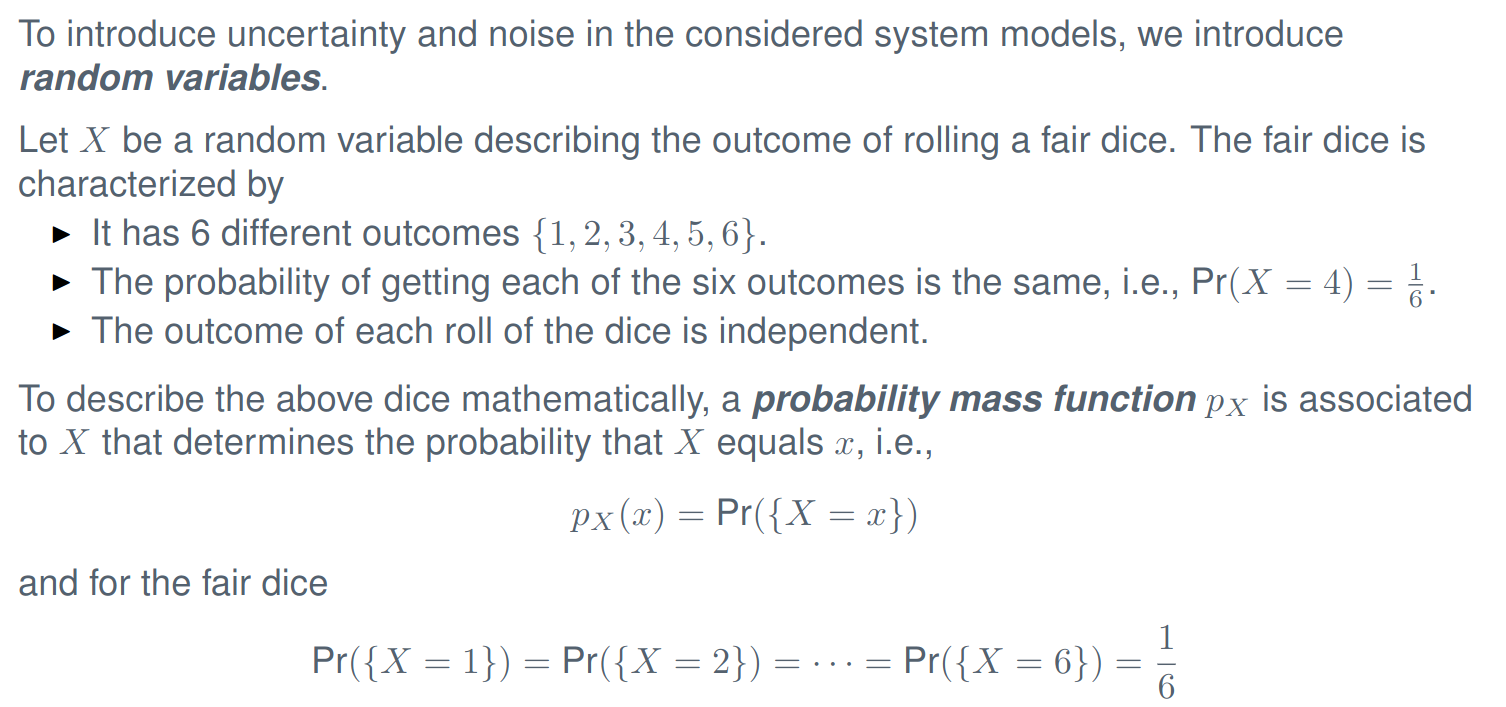 To introduce uncertainty and noise in the considered system models, we introduce
random variables.
Let X be a random variable describing the outcome of rolling a fair dice. The fair dice is
characterized by
▶ It has 6 different outcomes {1, 2, 3, 4, 5, 6}.
▶ The probability of getting each of the six outcomes is the same, i.e., Pr(X = 4) = 1/6.
▶ The outcome of each roll of the dice is independent.
To describe the above dice mathematically, a probability mass function p_X is associated
to X that determines the probability that X equals x, i.e.,
p_X(x) = Pr({X = x})
and for the fair dice
Pr({X = 1}) = Pr({X = 2}) = ⋯ = Pr({X = 6}) = 1/6